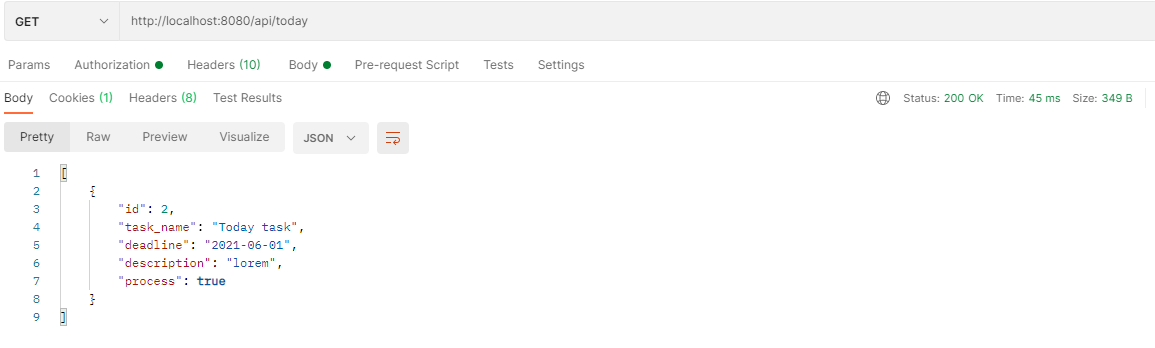 GET http://localhost:8080/api/today
Params Authorization Headers (10) Body Pre-request Script Tests Settings
Body Cookies (1) Headers (8) Test Results Status: 200 OK Time: 45 ms Size: 349 B
Pretty Raw Preview Visualize JSON
1 [
2 {
3 "id": 2,
4 "task_name": "Today task",
5 "deadline": "2021-06-01",
6 "description": "lorem",
7 "process": true
8 }
9 ]